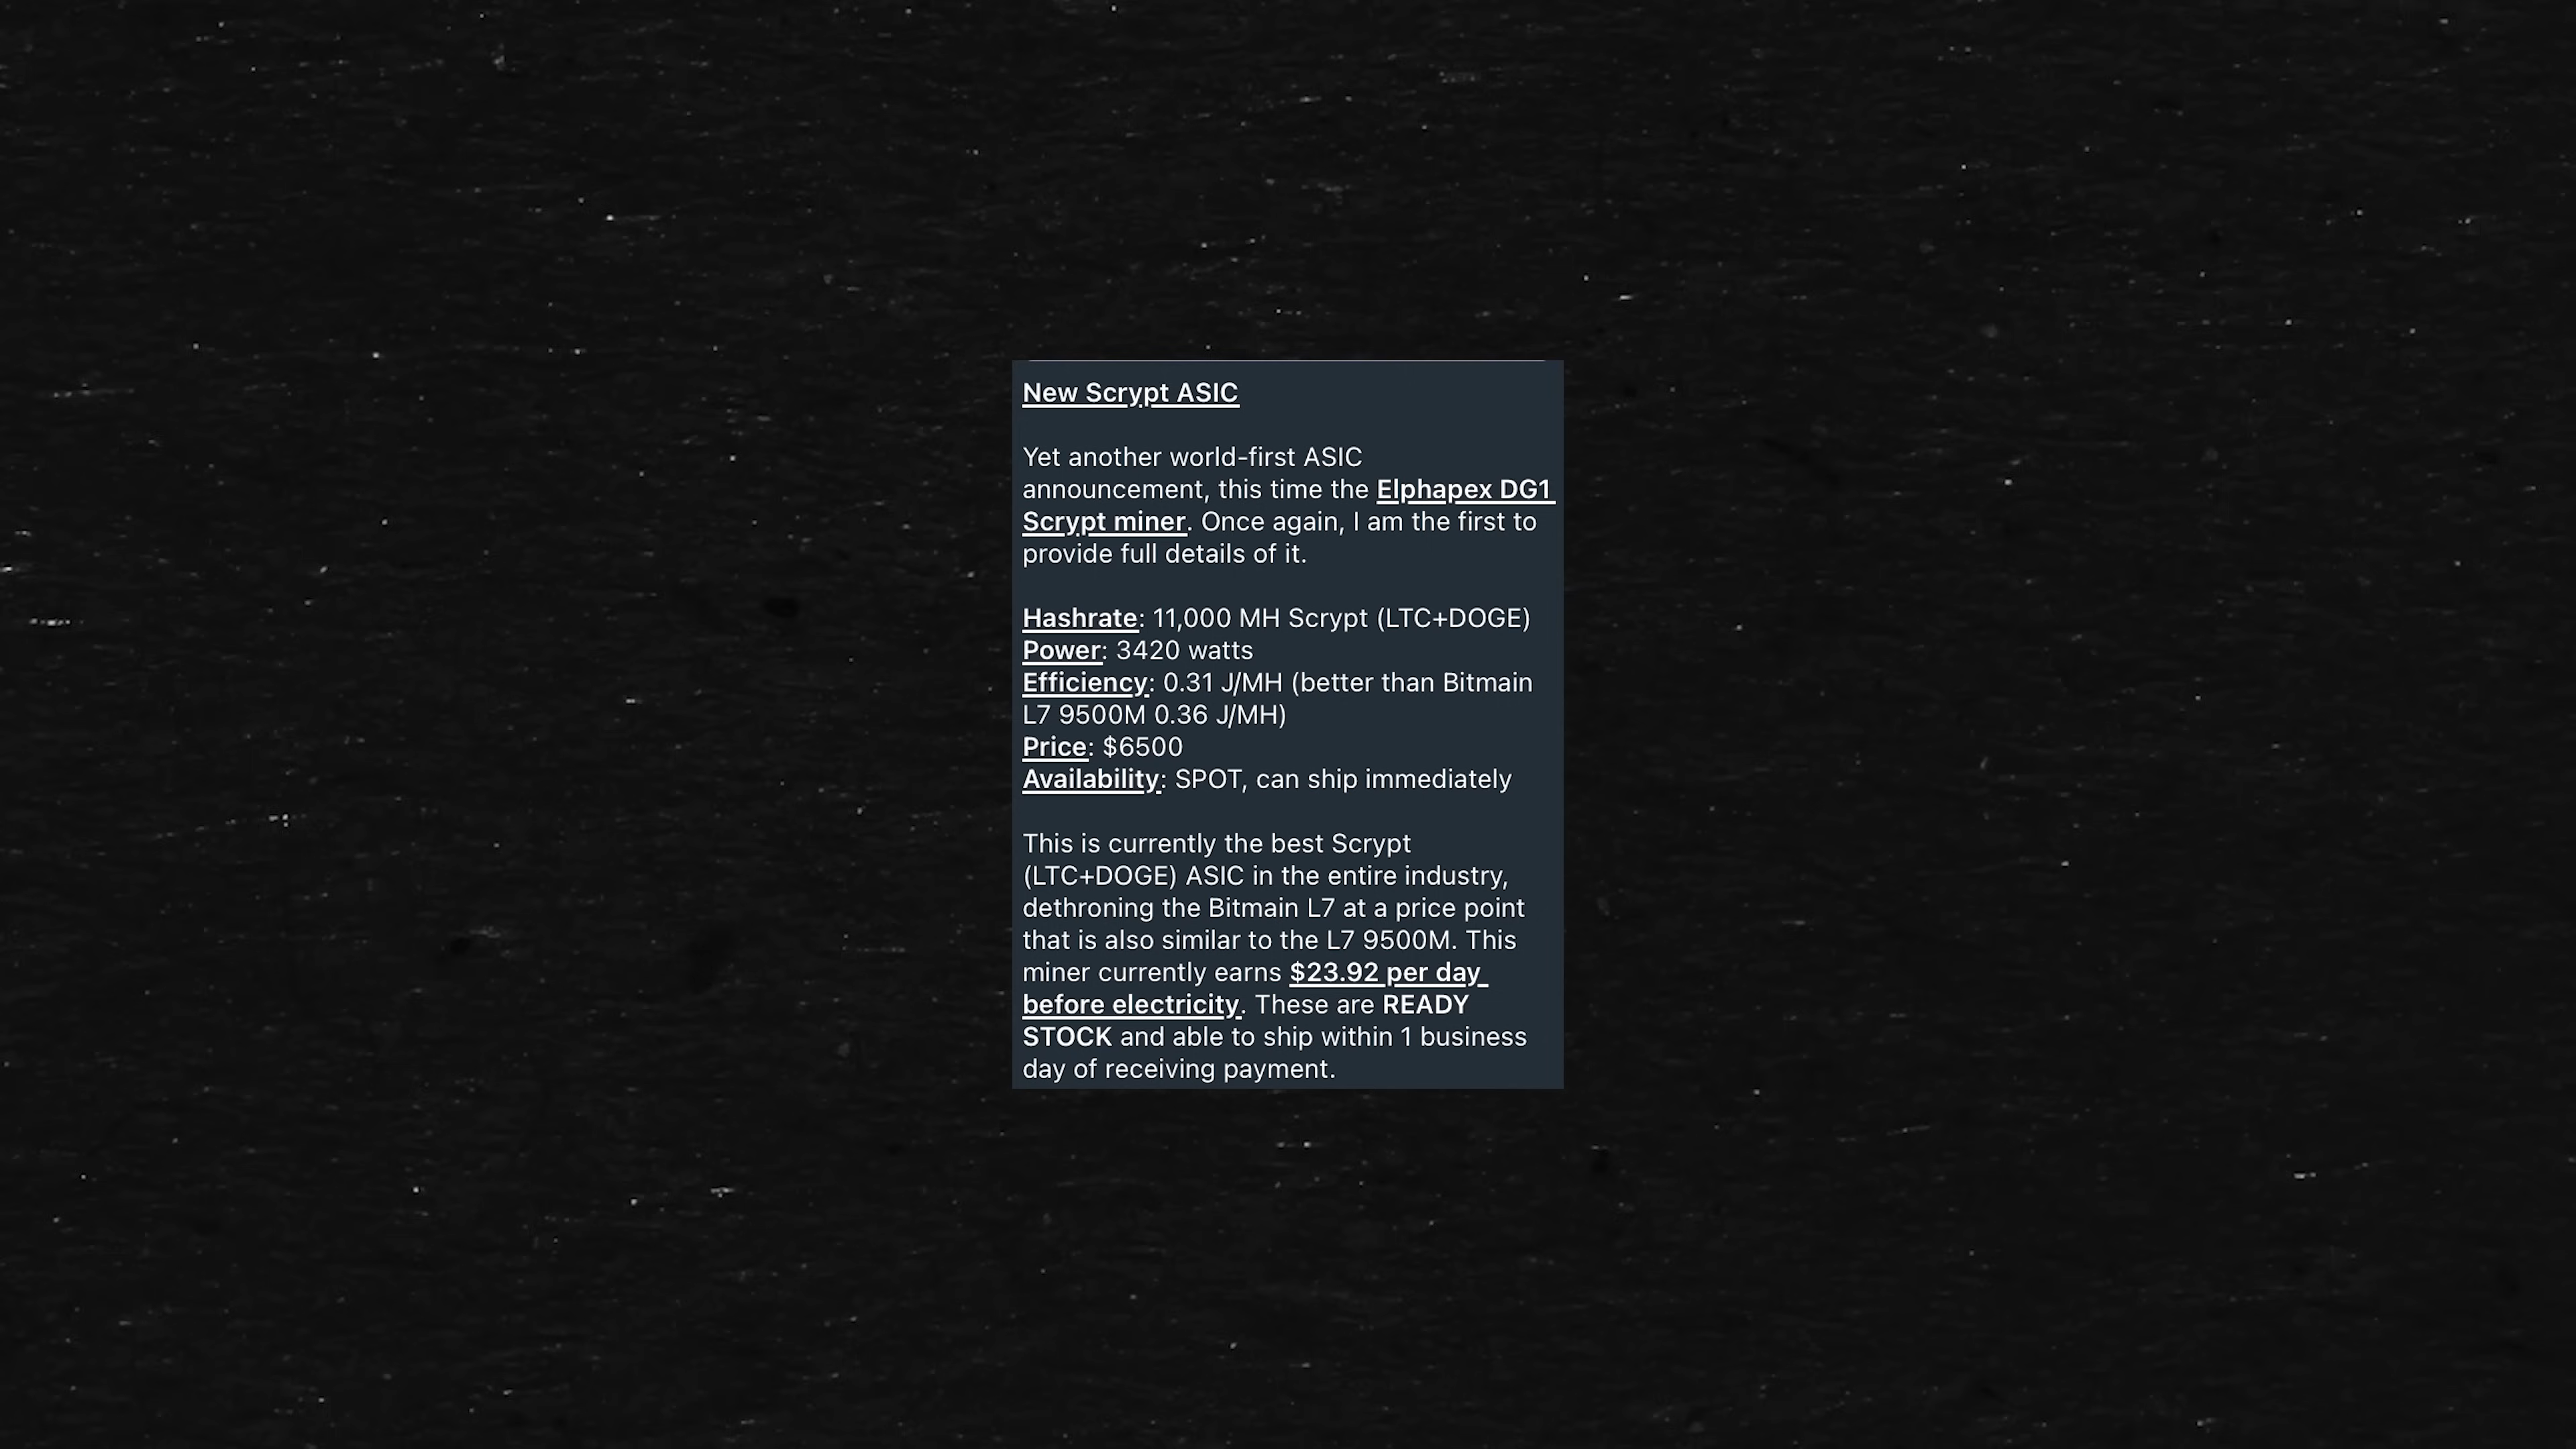 New Scrypt ASIC
Yet another world-first ASIC
announcement, this time the Elphapex DG1
Scrypt miner. Once again, I am the first to
provide full details of it.
Hashrate: 11,000 MH Scrypt (LTC+DOGE)
Power: 3420 watts
Efficiency: 0.31 J/MH (better than Bitmain
L7 9500M 0.36 J/MH)
Price: $6500
Availability: SPOT, can ship immediately
This is currently the best Scrypt
(LTC+DOGE) ASIC in the entire industry,
dethroning the Bitmain L7 at a price point
that is also similar to the L7 9500M. This
miner currently earns $23.92 per day
before electricity. These are READY
STOCK and able to ship within 1 business
day of receiving payment.